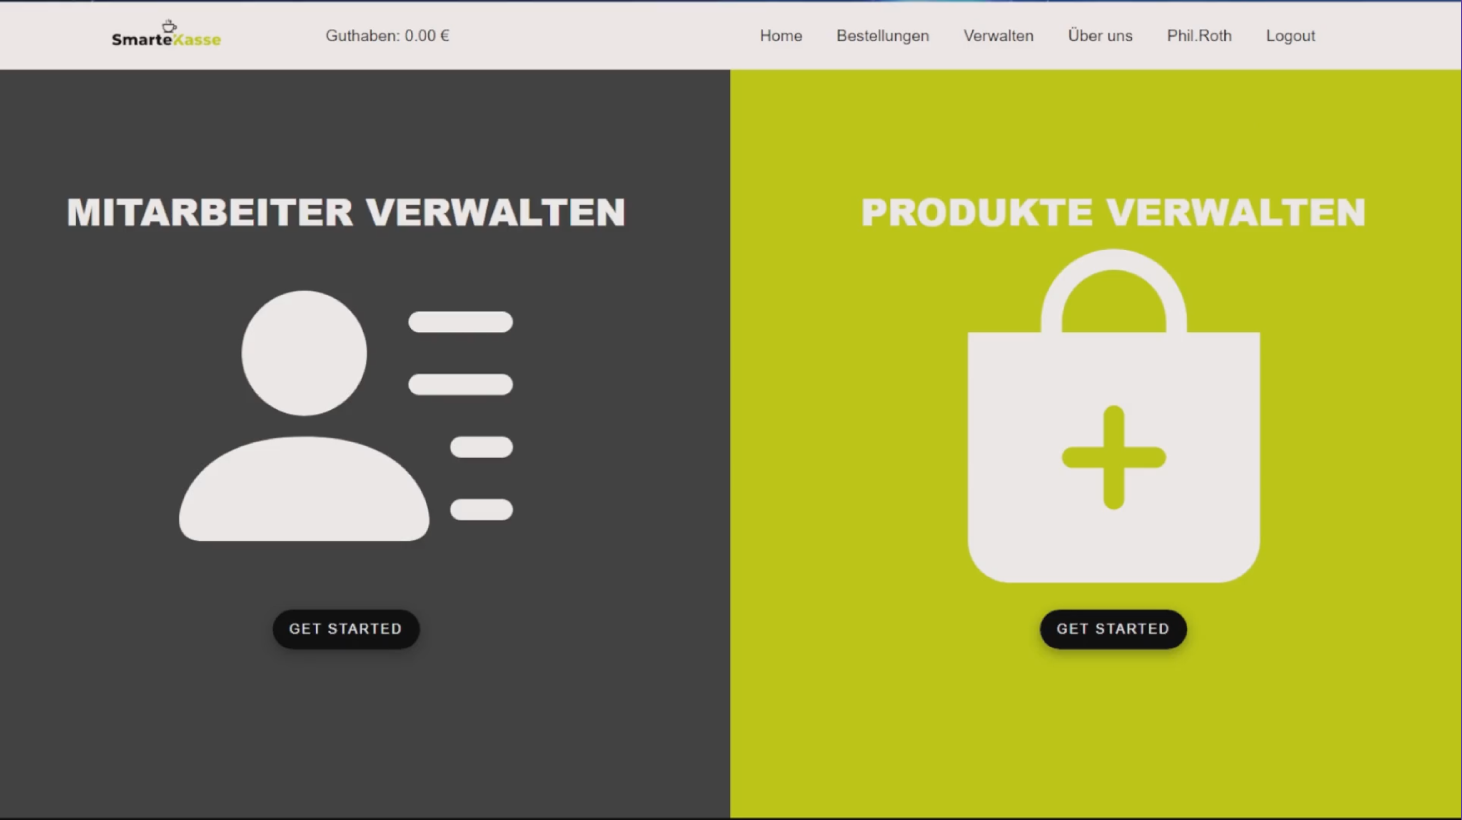 SmarteKasse
Guthaben: 0.00 €
Home
Bestellungen
Verwalten
Über uns
Phil.Roth
Logout
MITARBEITER VERWALTEN
GET STARTED
PRODUKTE VERWALTEN
GET STARTED